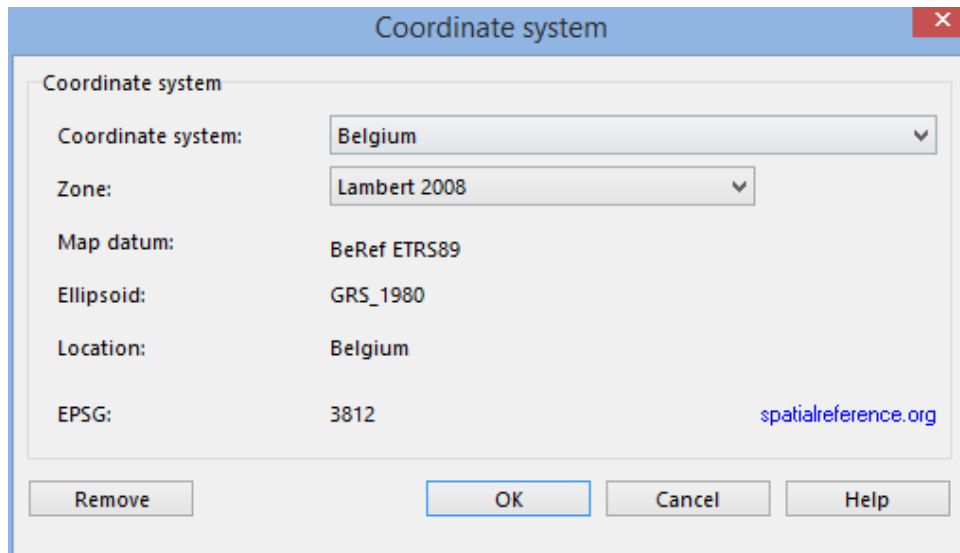 Coordinate system
Coordinate system
Coordinate system: Belgium
Zone: Lambert 2008
Map datum: BeRef ETRS89
Ellipsoid: GRS_1980
Location: Belgium
EPSG: 3812 spatialreference.org
Remove OK Cancel Help